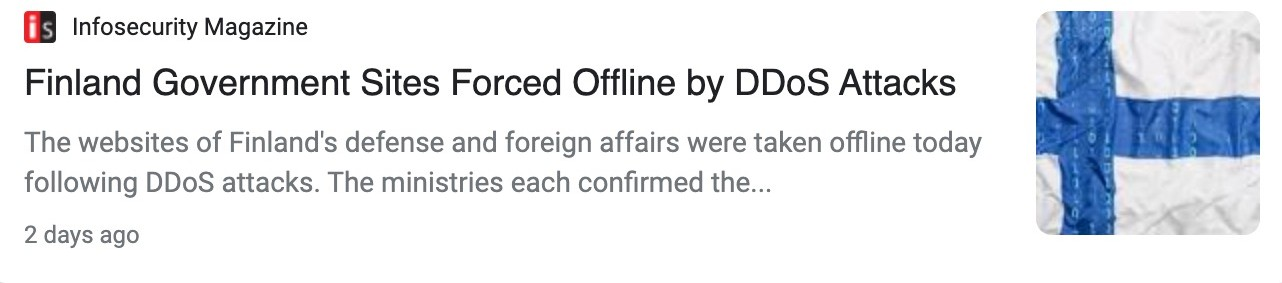 is Infosecurity Magazine
Finland Government Sites Forced Offline by DDoS Attacks
The websites of Finland's defense and foreign affairs were taken offline today
following DDoS attacks. The ministries each confirmed the...
2 days ago